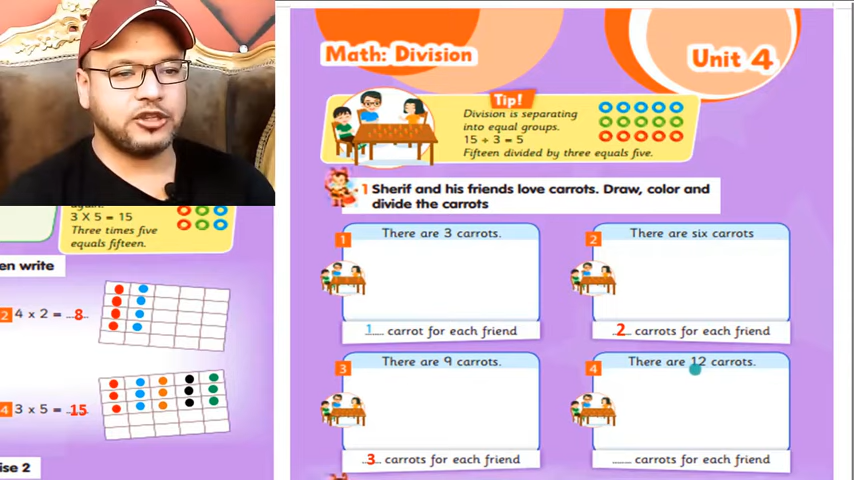 Math: Division
Unit 4
Tip!
Division is separating
into equal groups.
15 ÷ 3 = 5
Fifteen divided by three equals five.
1 Sherif and his friends love carrots. Draw, color and
divide the carrots
1 There are 3 carrots.
1 carrot for each friend
2 There are six carrots
2 carrots for each friend
3 There are 9 carrots.
3 carrots for each friend
4 There are 12 carrots.
........ carrots for each friend
again.
3 X 5 = 15
Three times five
equals fifteen.
en write
2 4 x 2 = 8
4 3 x 5 = 15
ise 2